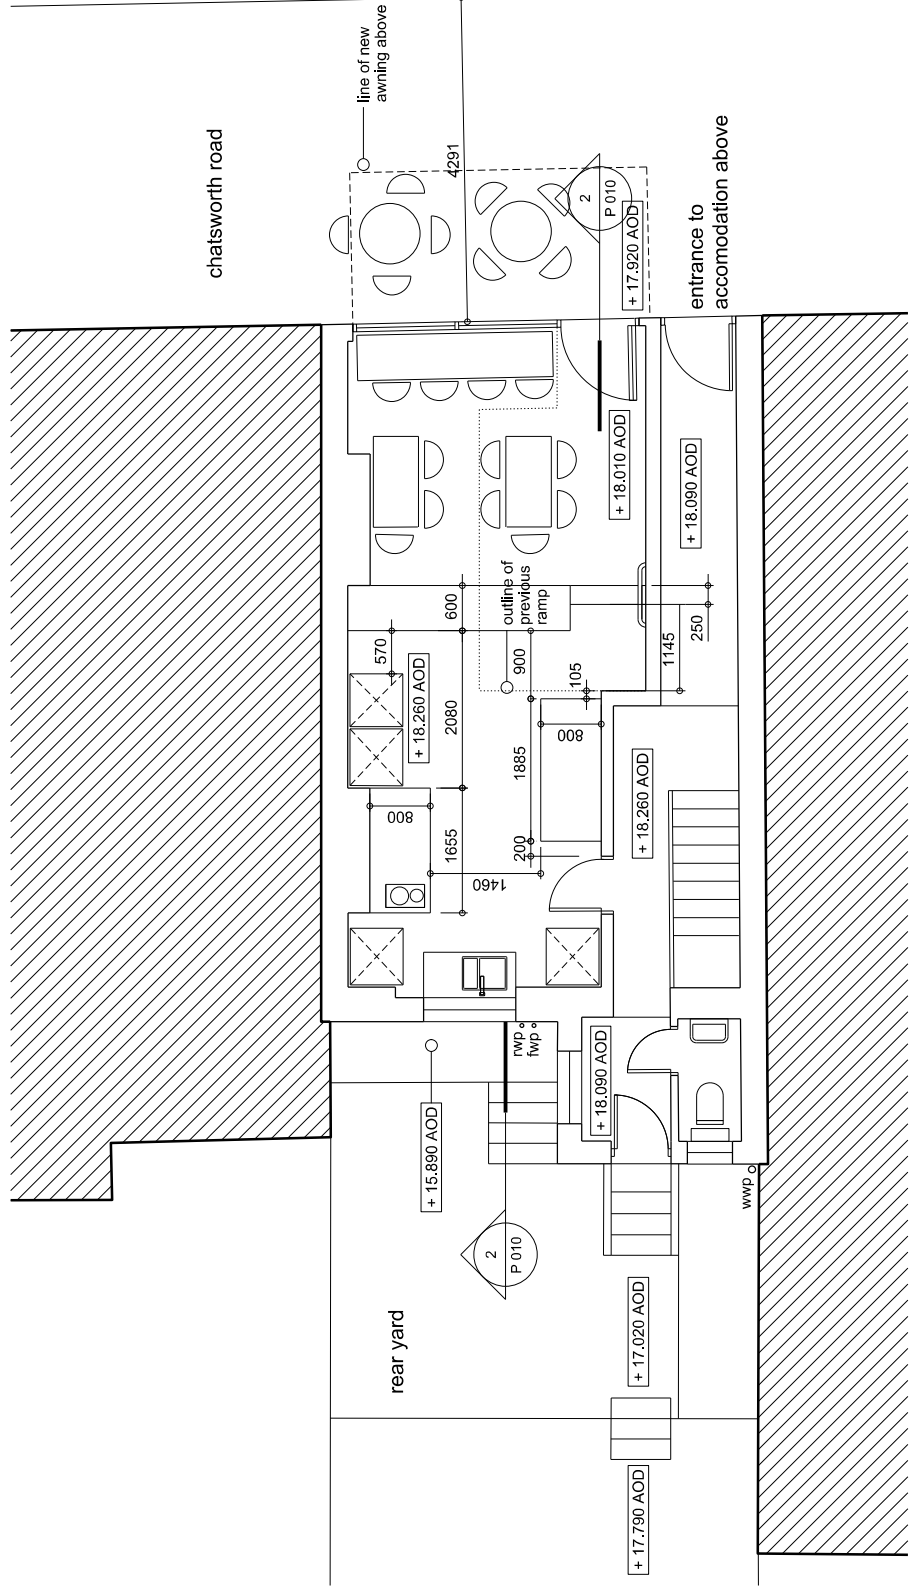 chatsworth road
line of new
awning above
4291
2
P 010
+ 17.920 AOD
entrance to
accomodation above
+ 18.010 AOD
+ 18.090 AOD
600
outline of
previous
ramp
570
900
105
1145
250
+ 18.260 AOD
2080
800
1885
800
1655
200
1460
+ 18.260 AOD
rwp
fwp
+ 18.090 AOD
+ 15.890 AOD
wwp
2
P 010
rear yard
+ 17.020 AOD
+ 17.790 AOD